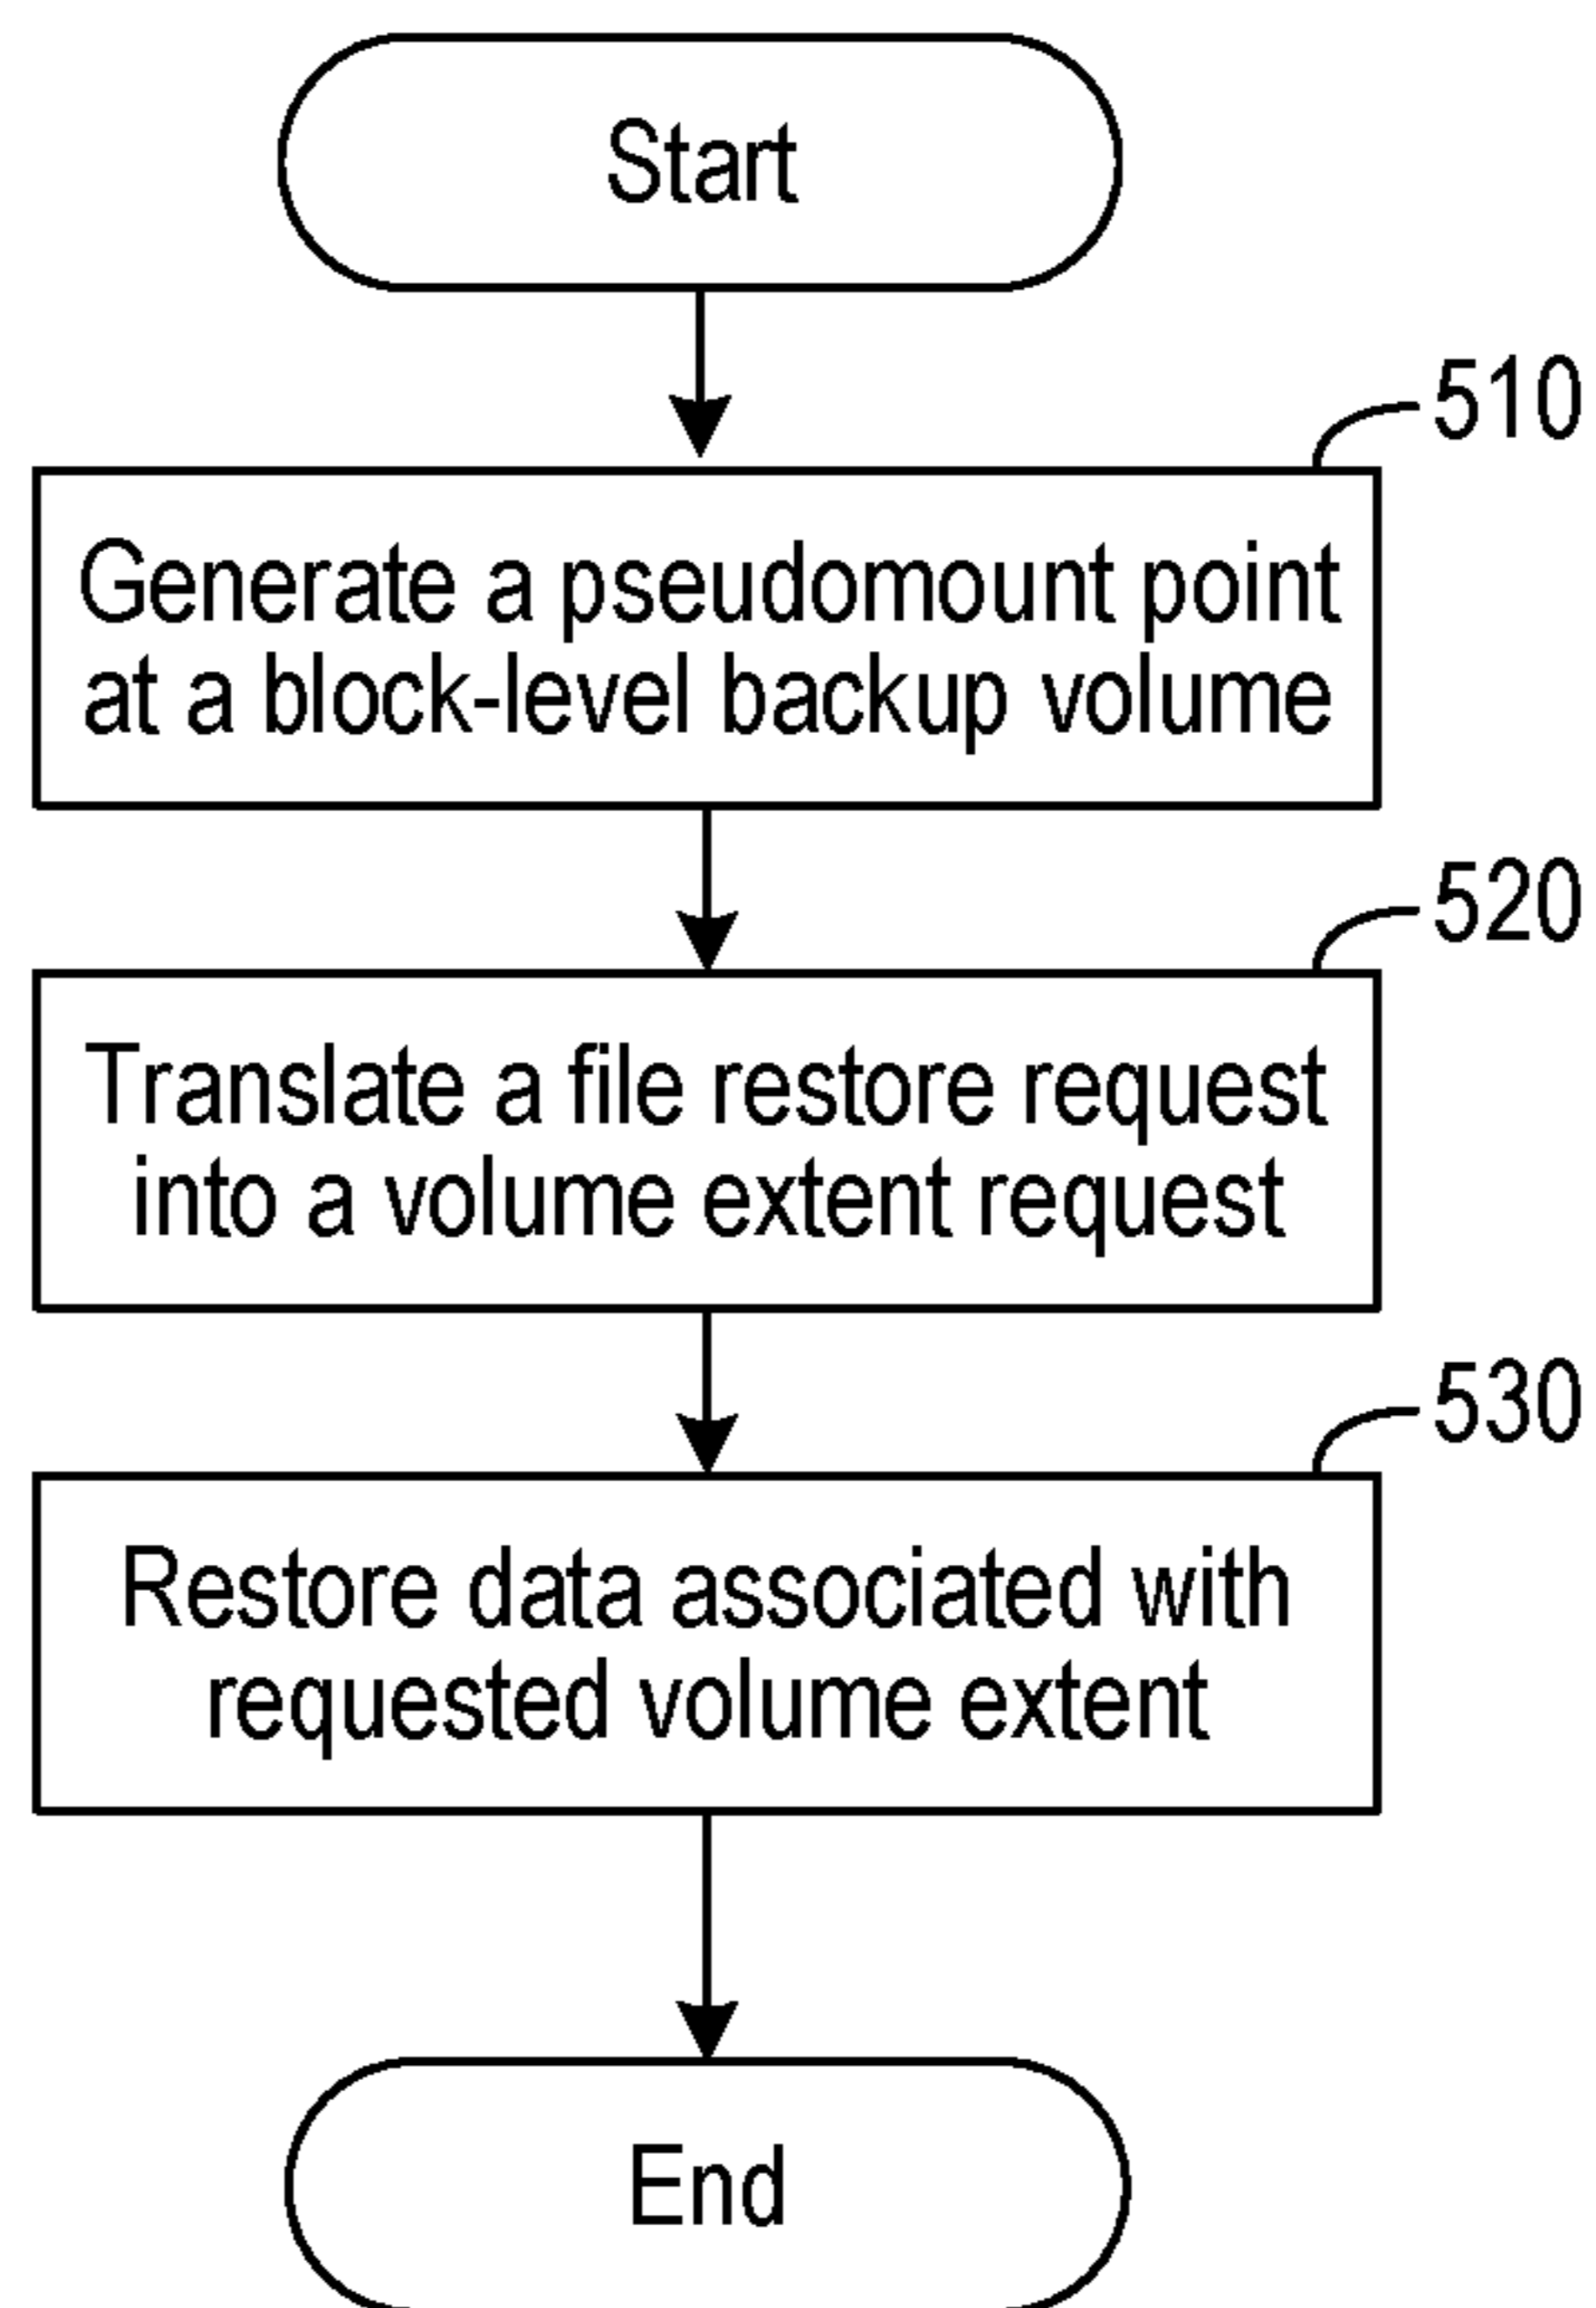 Start
510
Generate a pseudomount point
at a block-level backup volume
520
Translate a file restore request
into a volume extent request
530
Restore data associated with
requested volume extent
End